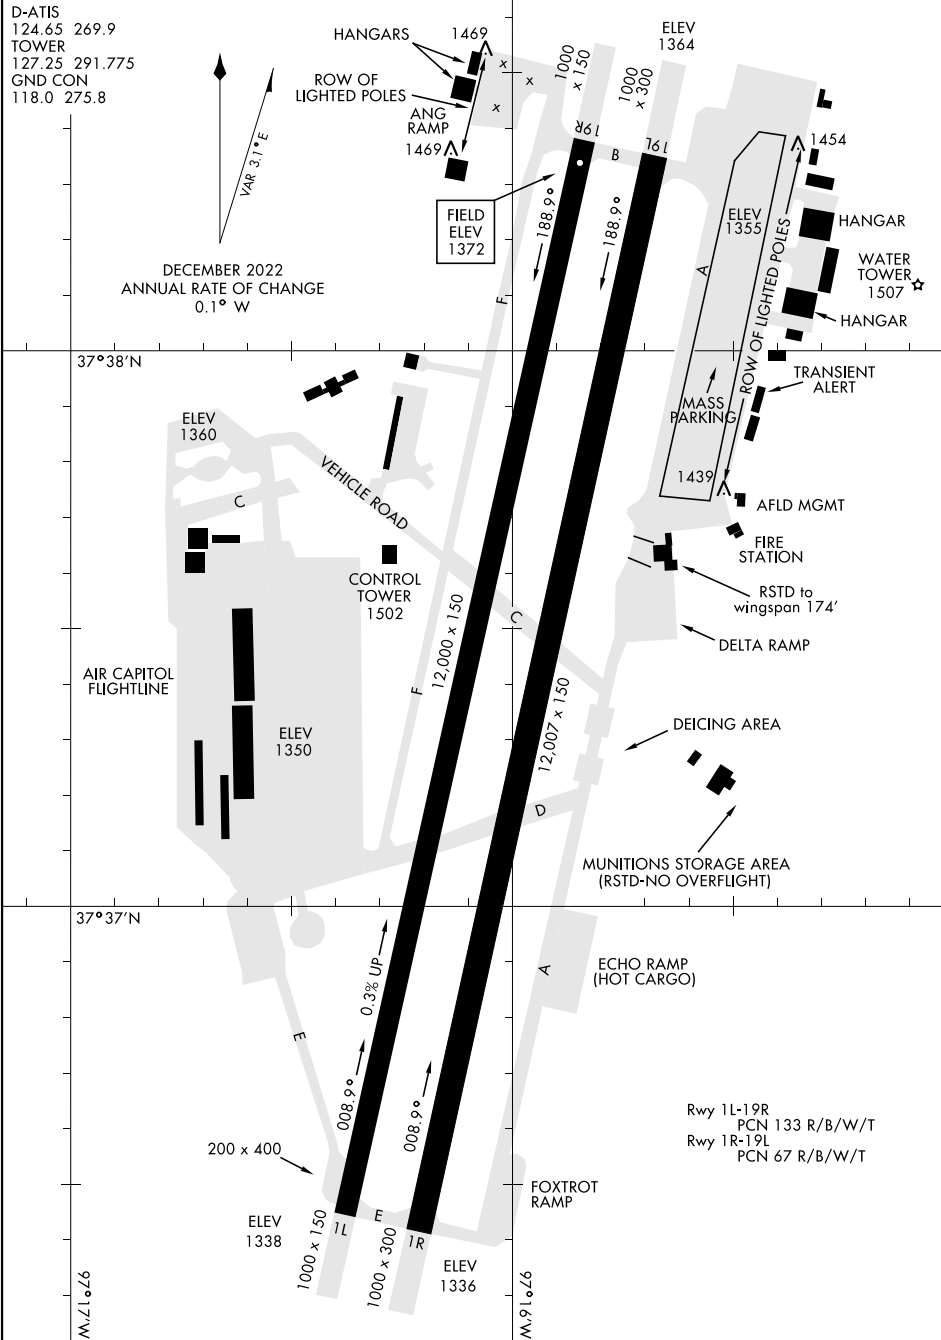 D-ATIS
124.65 269.9
TOWER
127.25 291.775
GND CON
118.0 275.8
VAR 3.1° E
DECEMBER 2022
ANNUAL RATE OF CHANGE
0.1° W
HANGARS
1469
ROW OF
LIGHTED POLES
ANG
RAMP
1469
x
x
x
1000
x 150
1000
x 300
ELEV
1364
19R
19L
B
FIELD
ELEV
1372
188.9°
188.9°
F
A
ELEV
1355
1454
HANGAR
WATER
TOWER
1507
HANGAR
ROW OF LIGHTED POLES
37°38'N
TRANSIENT
ALERT
MASS
PARKING
1439
AFLD MGMT
FIRE
STATION
RSTD to
wingspan 174'
DELTA RAMP
ELEV
1360
C
VEHICLE ROAD
CONTROL
TOWER
1502
C
12,000 x 150
F
12,007 x 150
AIR CAPITOL
FLIGHTLINE
ELEV
1350
DEICING AREA
D
MUNITIONS STORAGE AREA
(RSTD-NO OVERFLIGHT)
37°37'N
A
ECHO RAMP
(HOT CARGO)
0.3% UP
E
008.9°
008.9°
Rwy 1L-19R
PCN 133 R/B/W/T
Rwy 1R-19L
PCN 67 R/B/W/T
200 x 400
FOXTROT
RAMP
ELEV
1338
1L
E
1R
1000 x 150
1000 x 300
ELEV
1336
97°17'W
97°16'W